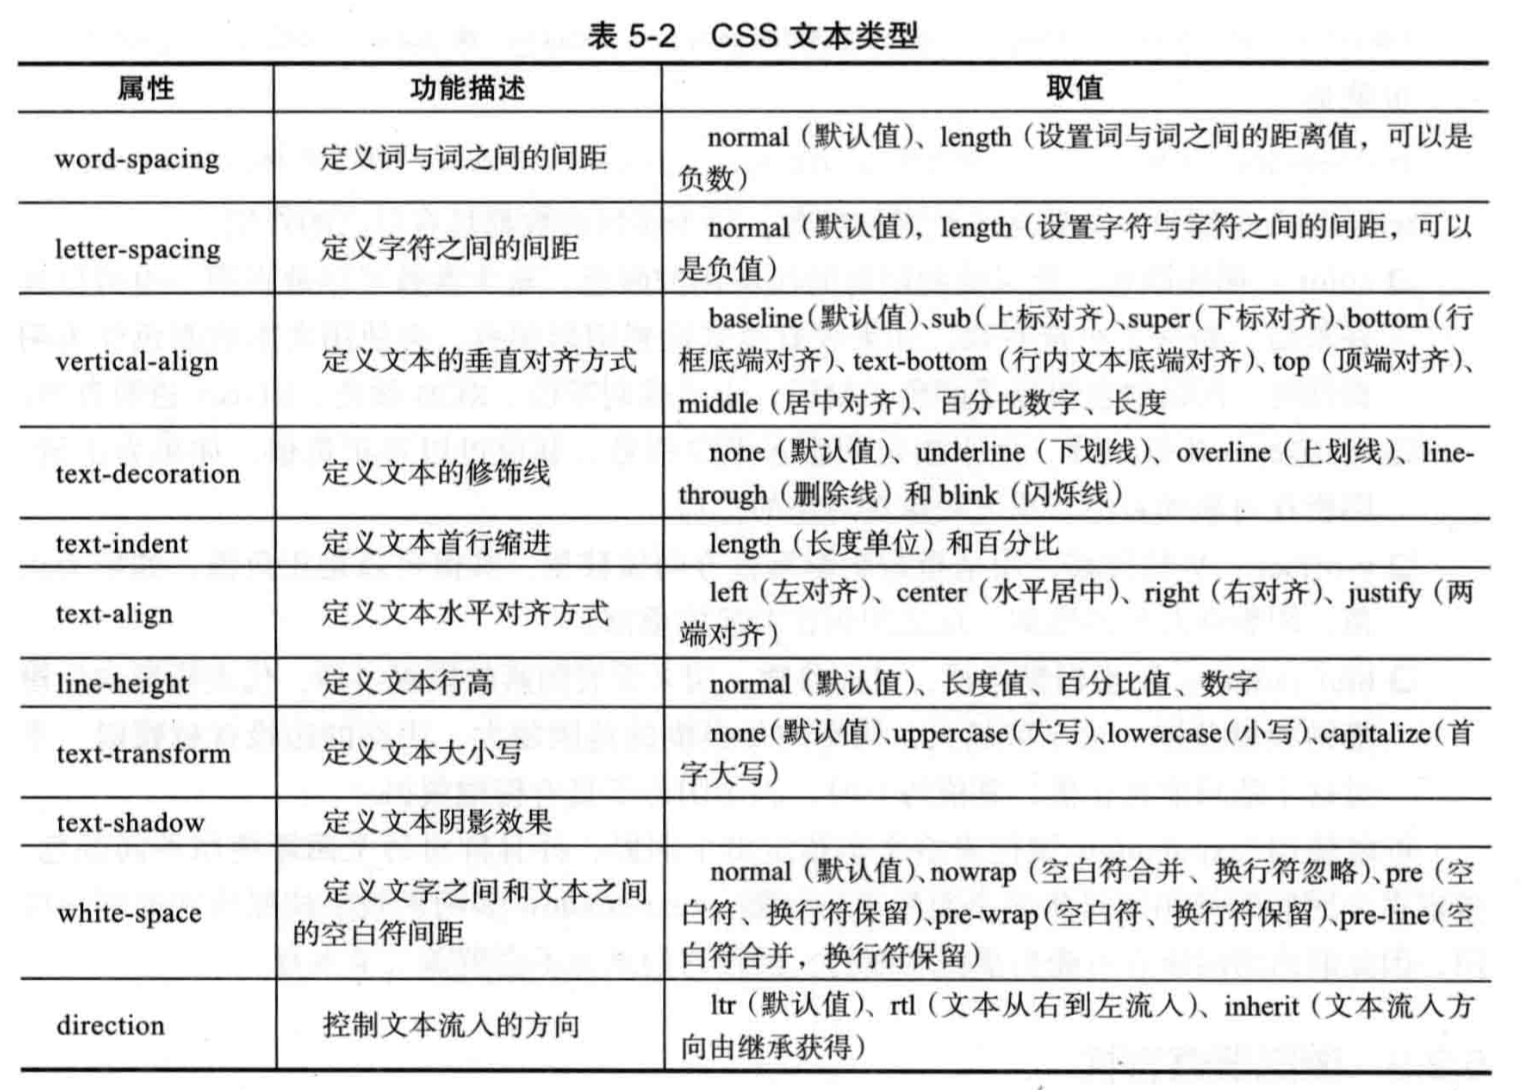 表 5-2 CSS 文本类型
属性 功能描述 取值
word-spacing 定义词与词之间的间距 normal（默认值）、length（设置词与词之间的距离值，可以是
负数）
letter-spacing 定义字符之间的间距 normal（默认值），length（设置字符与字符之间的间距，可以
是负值）
vertical-align 定义文本的垂直对齐方式 baseline（默认值）、sub（上标对齐）、super（下标对齐）、bottom（行
框底端对齐）、text-bottom（行内文本底端对齐）、top（顶端对齐）、
middle（居中对齐）、百分比数字、长度
text-decoration 定义文本的修饰线 none（默认值）、underline（下划线）、overline（上划线）、line-
through（删除线）和 blink（闪烁线）
text-indent 定义文本首行缩进 length（长度单位）和百分比
text-align 定义文本水平对齐方式 left（左对齐）、center（水平居中）、right（右对齐）、justify（两
端对齐）
line-height 定义文本行高 normal（默认值）、长度值、百分比值、数字
text-transform 定义文本大小写 none（默认值）、uppercase（大写）、lowercase（小写）、capitalize（首
字大写）
text-shadow 定义文本阴影效果
white-space 定义文字之间和文本之间
的空白符间距 normal（默认值）、nowrap（空白符合并、换行符忽略）、pre（空
白符、换行符保留）、pre-wrap（空白符、换行符保留）、pre-line（空
白符合并，换行符保留）
direction 控制文本流入的方向 ltr（默认值）、rtl（文本从右到左流入）、inherit（文本流入方
向由继承获得）